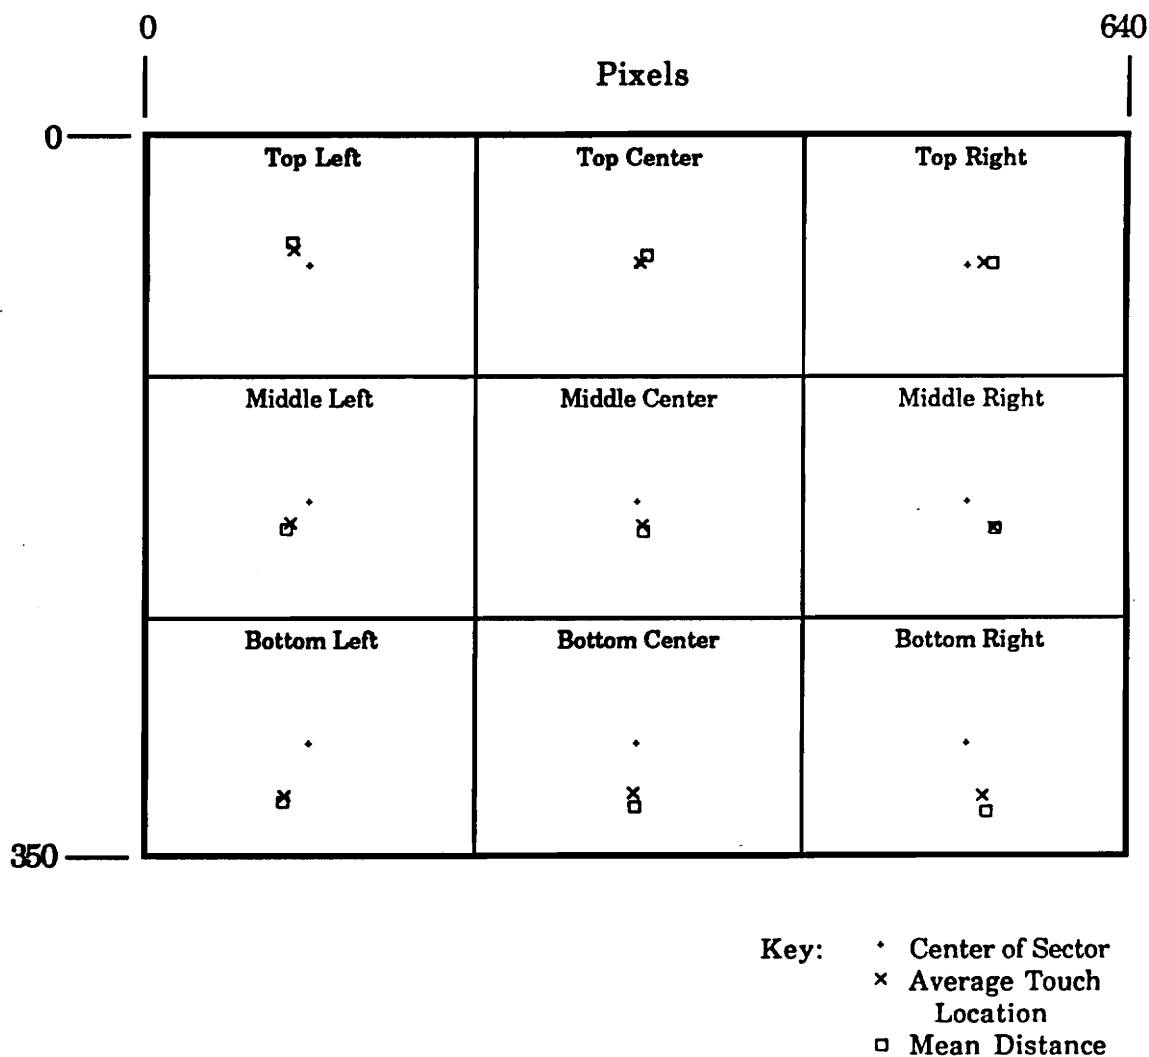 0 640
Pixels
0
Top Left Top Center Top Right
Middle Left Middle Center Middle Right
Bottom Left Bottom Center Bottom Right
350
Key: Center of Sector
Average Touch
Location
Mean Distance